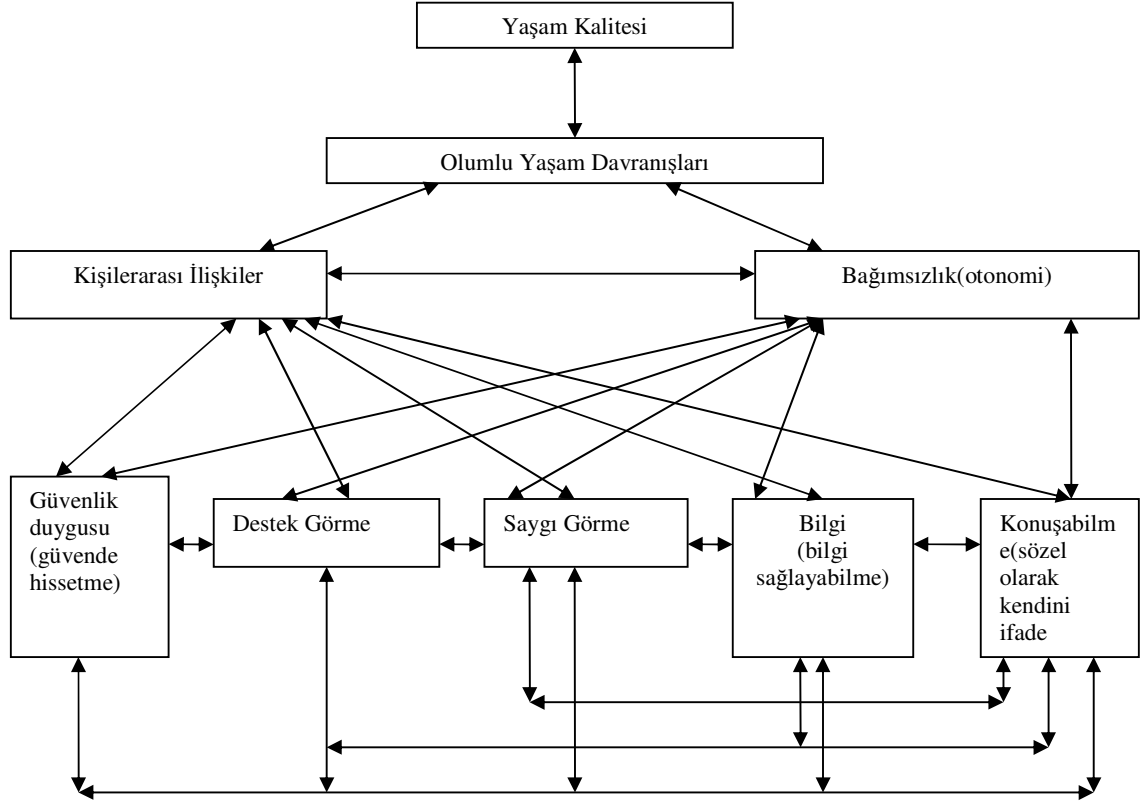 Yaşam Kalitesi
Olumlu Yaşam Davranışları
Kişilerarası İlişkiler
Bağımsızlık(otonomi)
Güvenlik
duygusu
(güvende
hissetme)
Destek Görme
Saygı Görme
Bilgi
(bilgi
sağlayabilme)
Konuşabilm
e(sözel
olarak
kendini
ifade